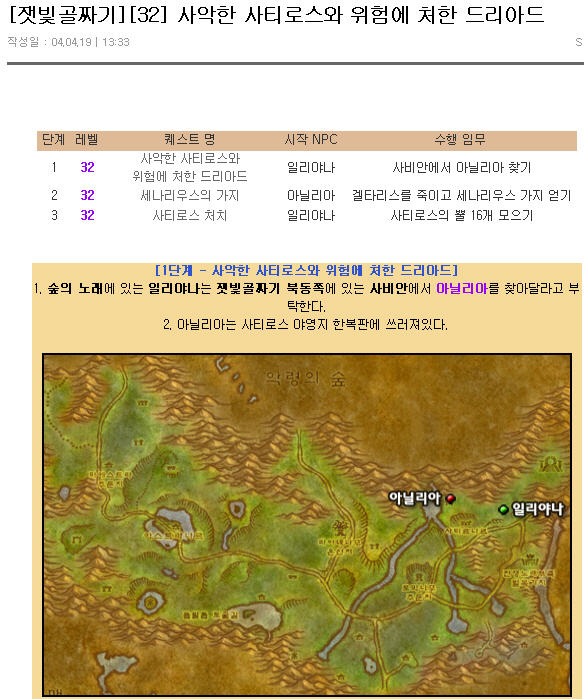 [잿빛골짜기][32] 사악한 사티로스와 위험에 처한 드리아드
작성일 : 04.04.19 | 13:33
S
단계 레벨 퀘스트 명 시작 NPC 수행 임무
1 32 사악한 사티로스와 위험에 처한 드리아드 일리야나 사비안에서 아닐리아 찾기
2 32 세나리우스의 가지 아닐리아 겔타리스를 죽이고 세나리우스 가지 얻기
3 32 사티로스 처치 일리야나 사티로스의 뿔 16개 모으기
[1단계 - 사악한 사티로스와 위험에 처한 드리아드]
1. 숲의 노래에 있는 일리야나는 잿빛골짜기 북동쪽에 있는 사비안에서 아닐리아를 찾아달라고 부
탁한다.
2. 아닐리아는 사티로스 야영지 한복판에 쓰러져있다.
악령의 숲
아닐리아
일리야나